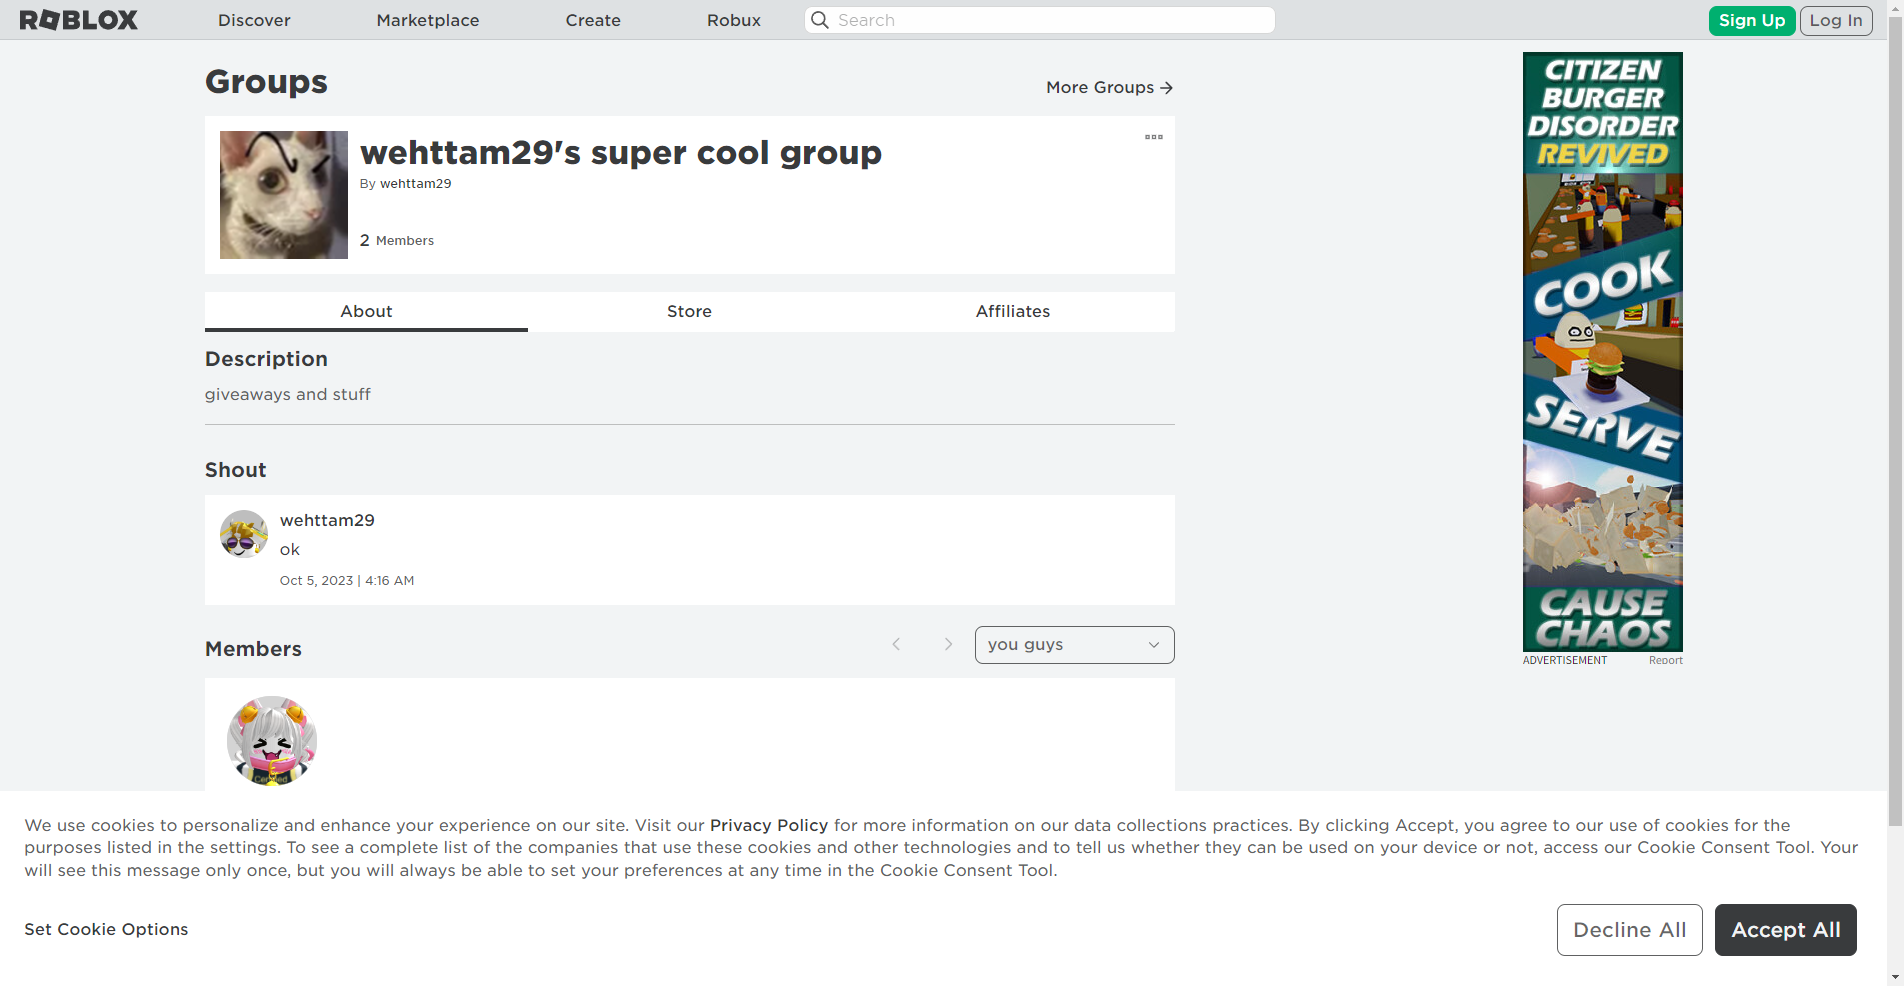 ROBLOX
Discover
Marketplace
Create
Robux
Search
Sign Up
Log In
Groups
More Groups
wehttam29's super cool group
By wehttam29
2 Members
About
Store
Affiliates
Description
giveaways and stuff
Shout
wehttam29
ok
Oct 5, 2023 | 4:16 AM
Members
you guys
CITIZEN
BURGER
DISORDER
REVIVED
COOK
SERVE
CAUSE
CHAOS
ADVERTISEMENT
Report
We use cookies to personalize and enhance your experience on our site. Visit our Privacy Policy for more information on our data collections practices. By clicking Accept, you agree to our use of cookies for the
purposes listed in the settings. To see a complete list of the companies that use these cookies and other technologies and to tell us whether they can be used on your device or not, access our Cookie Consent Tool. Your
will see this message only once, but you will always be able to set your preferences at any time in the Cookie Consent Tool.
Set Cookie Options
Decline All
Accept All